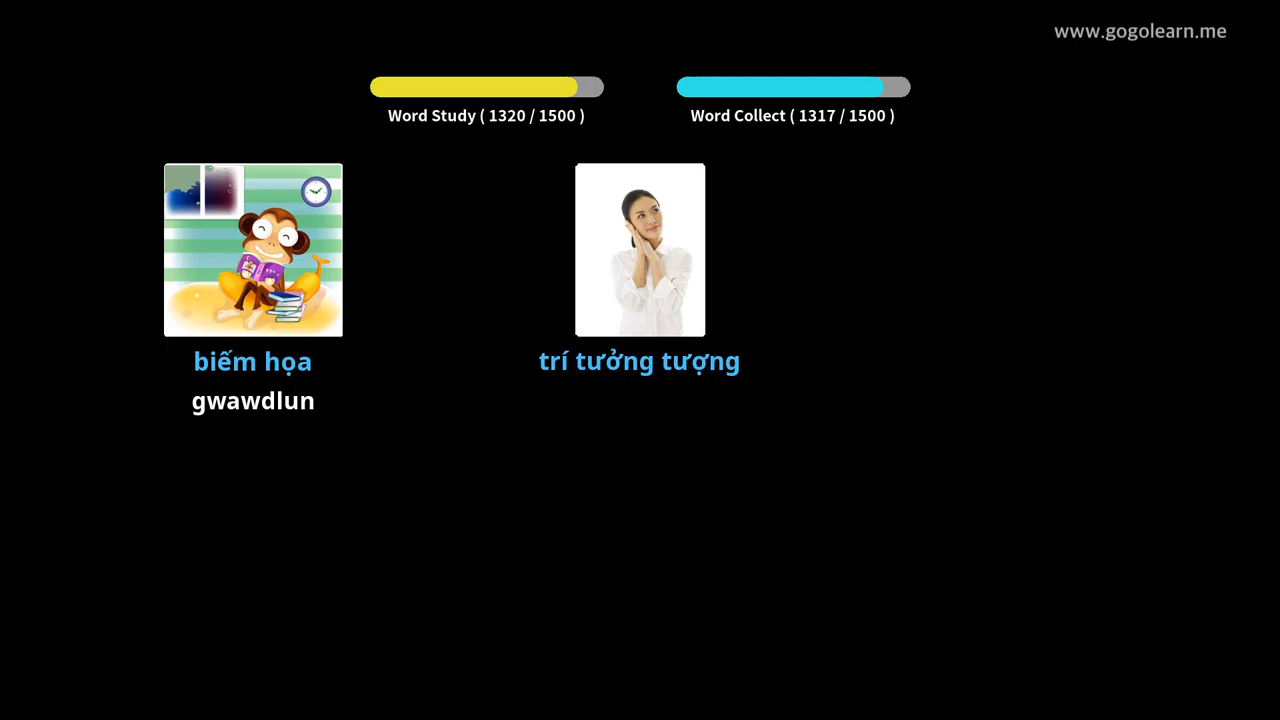 www.gogolearn.me
Word Study ( 1320 / 1500 )
Word Collect ( 1317 / 1500 )
biếm họa
gwawdlun
trí tưởng tượng